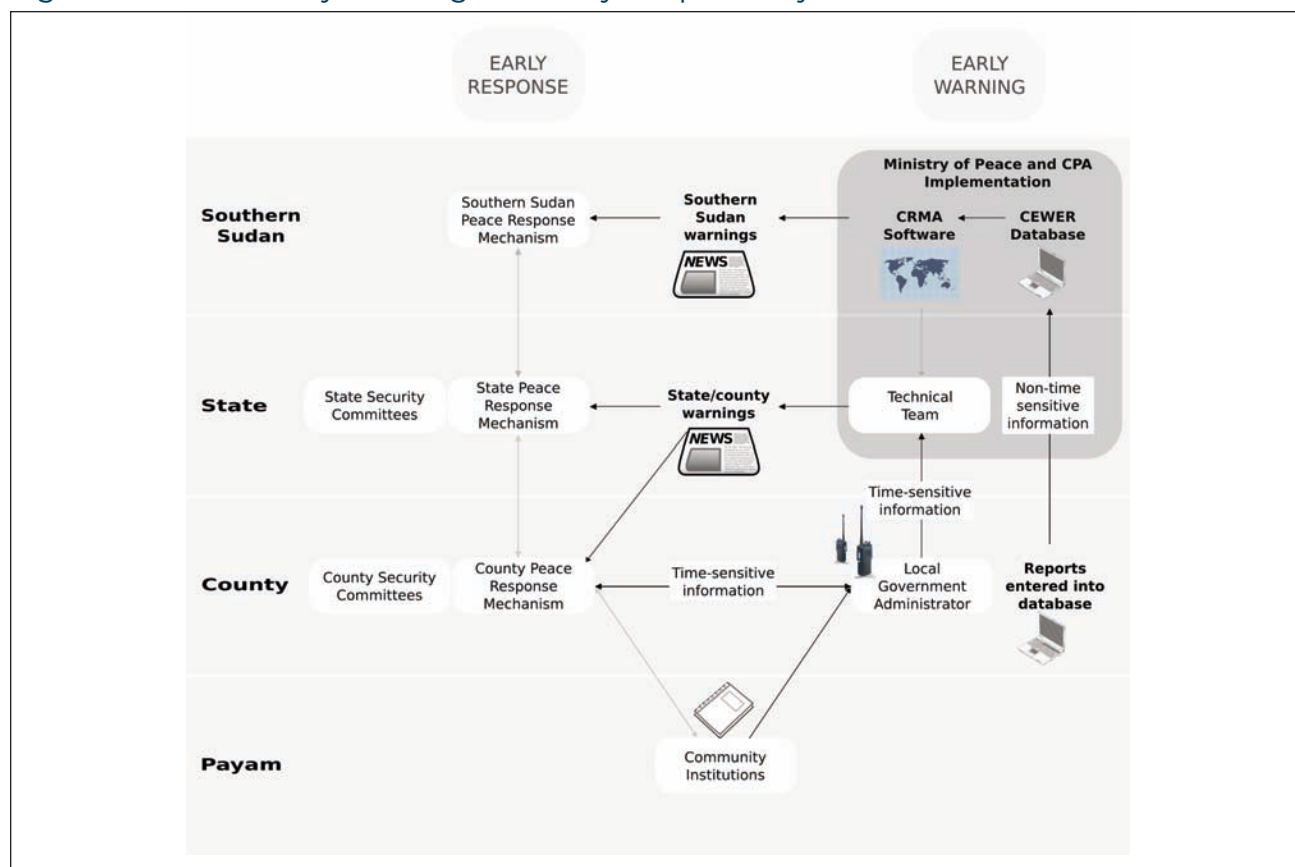 EARLY
RESPONSE
EARLY
WARNING
Ministry of Peace and CPA
Implementation
Southern
Sudan
Southern Sudan
Peace Response
Mechanism
Southern
Sudan
warnings
NEWS
CRMA
Software
CEWER
Database
State
State Security
Committees
State Peace
Response
Mechanism
State/county
warnings
NEWS
Technical
Team
Non-time
sensitive
information
Time-sensitive
information
County
County Security
Committees
County Peace
Response
Mechanism
Time-sensitive
information
Local
Government
Administrator
Reports
entered into
database
Payam
Community
Institutions